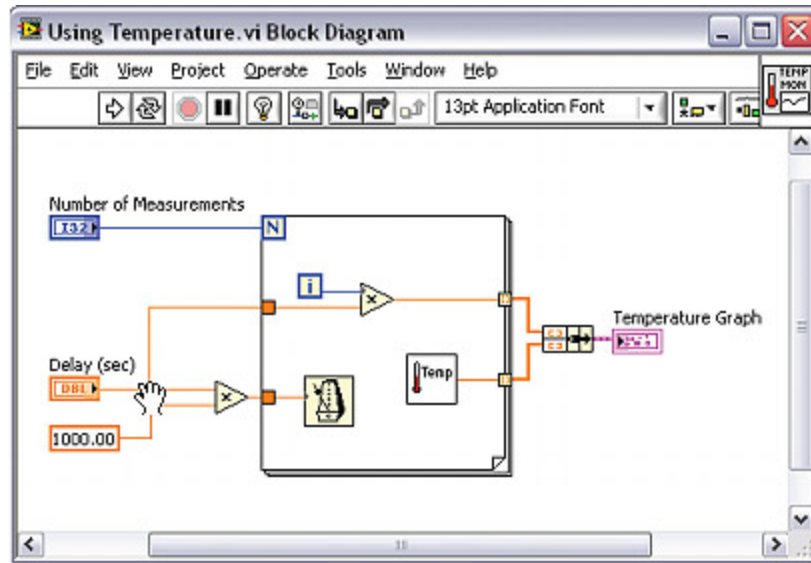 Using Temperature.vi Block Diagram
File Edit View Project Operate Tools Window Help
TEMP
MON
13pt Application Font
Number of Measurements
I32
N
i
x
Temperature Graph
Delay (sec)
DBL
x
Temp
1000.00